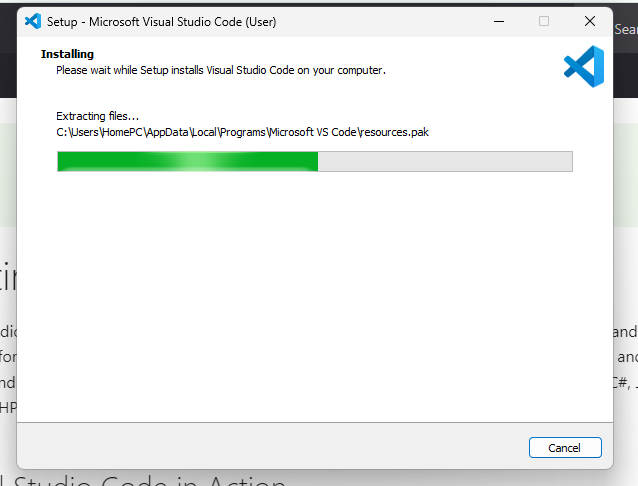 Setup - Microsoft Visual Studio Code (User)
Sear
Installing
Please wait while Setup installs Visual Studio Code on your computer.
Extracting files...
C:\Users\HomePC\AppData\Local\Programs\Microsoft VS Code\resources.pak
and
for
and
C#,
HP
Cancel
l Studio Code in Action